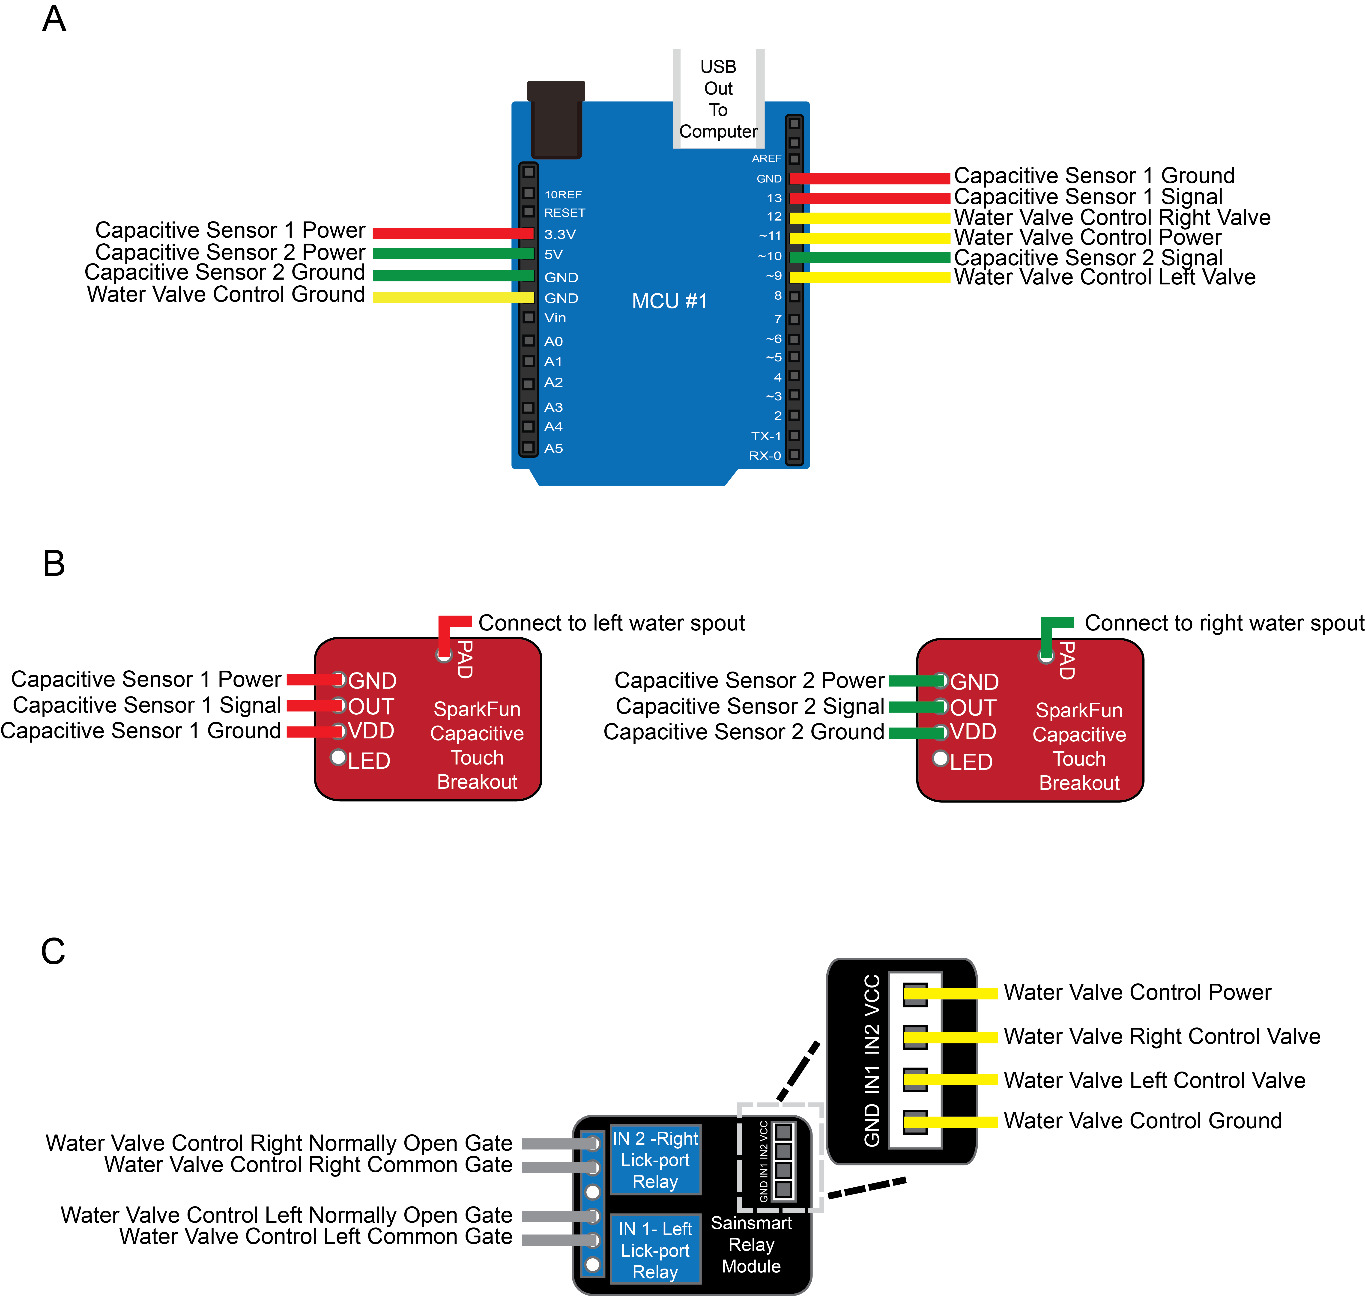 A
USB
Out
To
Computer
AREF
GND
13
12
~11
~10
~9
8
7
~6
~5
4
~3
2
TX-1
RX-0
10REF
RESET
3.3V
5V
GND
GND
Vin
A0
A1
A2
A3
A4
A5
MCU #1
Capacitive Sensor 1 Power
Capacitive Sensor 2 Power
Capacitive Sensor 2 Ground
Water Valve Control Ground
Capacitive Sensor 1 Ground
Capacitive Sensor 1 Signal
Water Valve Control Right Valve
Water Valve Control Power
Capacitive Sensor 2 Signal
Water Valve Control Left Valve
B
Connect to left water spout
PAD
Capacitive Sensor 1 Power
Capacitive Sensor 1 Signal
Capacitive Sensor 1 Ground
GND
OUT
VDD
LED
SparkFun
Capacitive
Touch
Breakout
Connect to right water spout
PAD
Capacitive Sensor 2 Power
Capacitive Sensor 2 Signal
Capacitive Sensor 2 Ground
GND
OUT
VDD
LED
SparkFun
Capacitive
Touch
Breakout
C
GND IN1 IN2 VCC
Water Valve Control Power
Water Valve Right Control Valve
Water Valve Left Control Valve
Water Valve Control Ground
Water Valve Control Right Normally Open Gate
Water Valve Control Right Common Gate
Water Valve Control Left Normally Open Gate
Water Valve Control Left Common Gate
IN 2 -Right
Lick-port
Relay
IN 1- Left
Lick-port
Relay
GND IN1 IN2 VCC
Sainsmart
Relay
Module